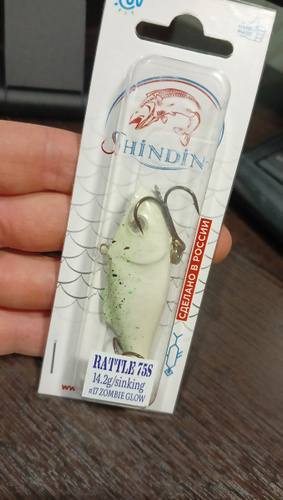 SHINDIN
СДЕЛАНО В РОССИИ
RATTLE 75S
14.2g/sinking
#17 ZOMBIE GLOW